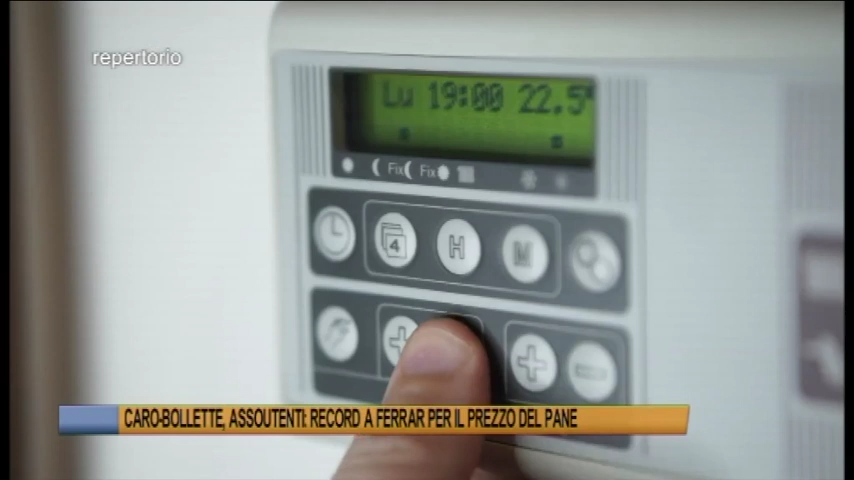 repertorio
Lu 19:00 22.5°
Fix Fix
4 H M
CARO-BOLLETTE, ASSOUTENTI: RECORD A FERRAR PER IL PREZZO DEL PANE